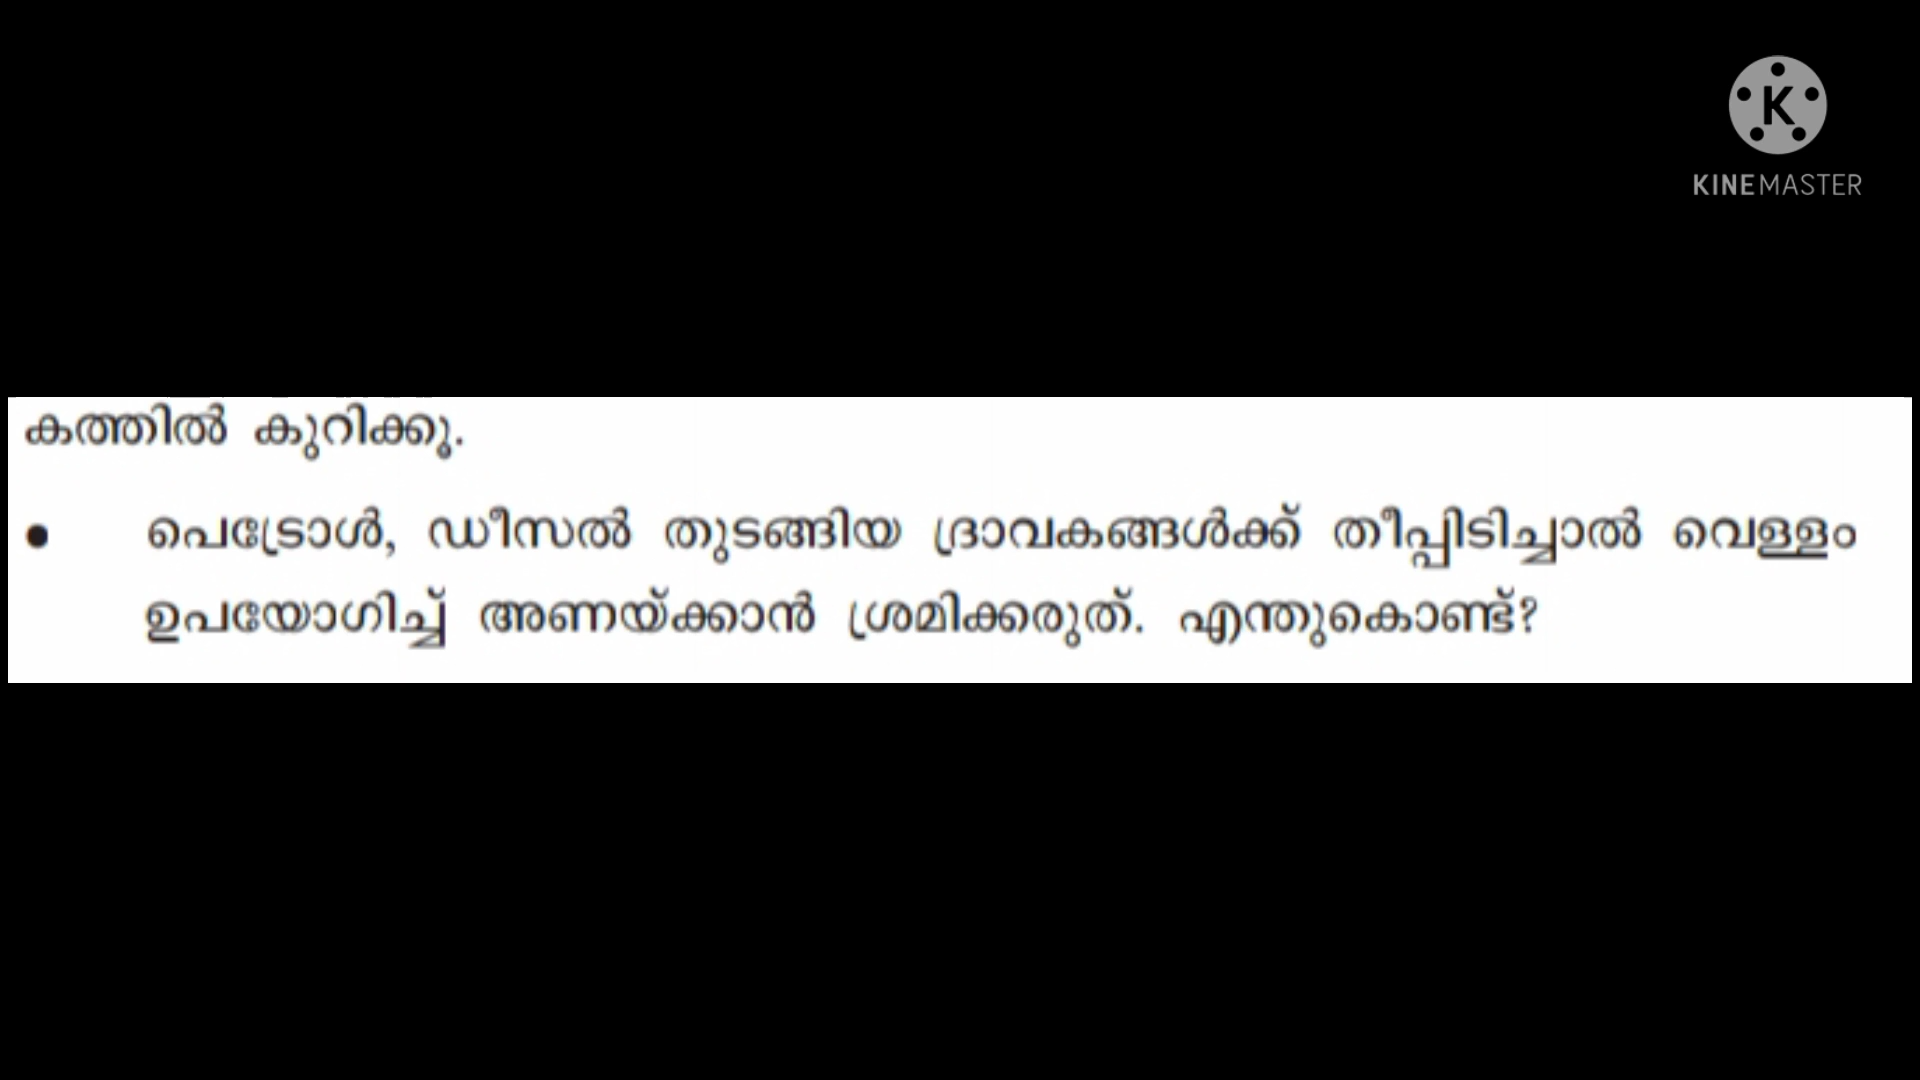 K
KINEMASTER
കത്തിൽ കുറിക്കൂ.
• പെട്രോൾ, ഡീസൽ തുടങ്ങിയ ദ്രാവകങ്ങൾക്ക് തീപ്പിടിച്ചാൽ വെള്ളം
ഉപയോഗിച്ച് അണയ്ക്കാൻ ശ്രമിക്കരുത്. എന്തുകൊണ്ട്?